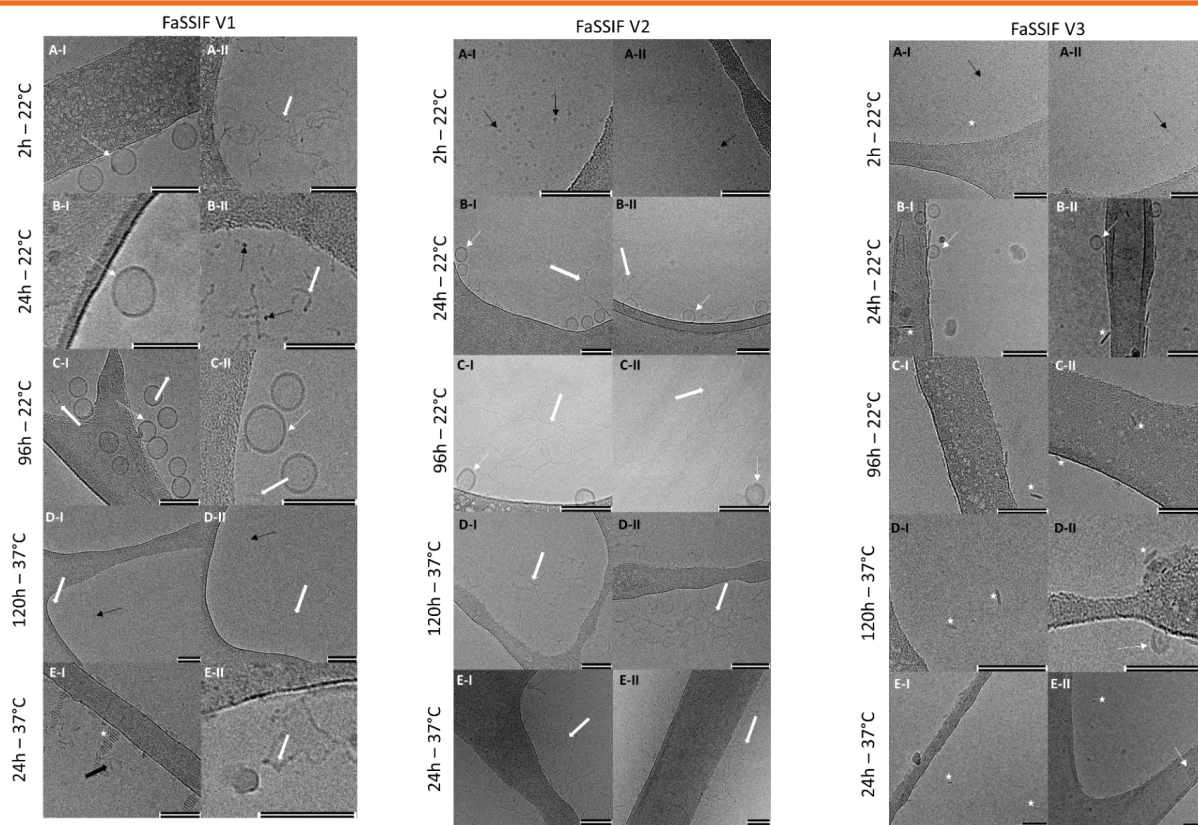 FaSSIF V1
FaSSIF V2
FaSSIF V3
2h – 22°C
A-I
A-II
24h – 22°C
B-I
B-II
96h – 22°C
C-I
C-II
120h – 37°C
D-I
D-II
24h – 37°C
E-I
E-II
2h – 22°C
A-I
A-II
24h – 22°C
B-I
B-II
96h – 22°C
C-I
C-II
120h – 37°C
D-I
D-II
24h – 37°C
E-I
E-II
2h – 22°C
A-I
A-II
24h – 22°C
B-I
B-II
96h – 22°C
C-I
C-II
120h – 37°C
D-I
D-II
24h – 37°C
E-I
E-II